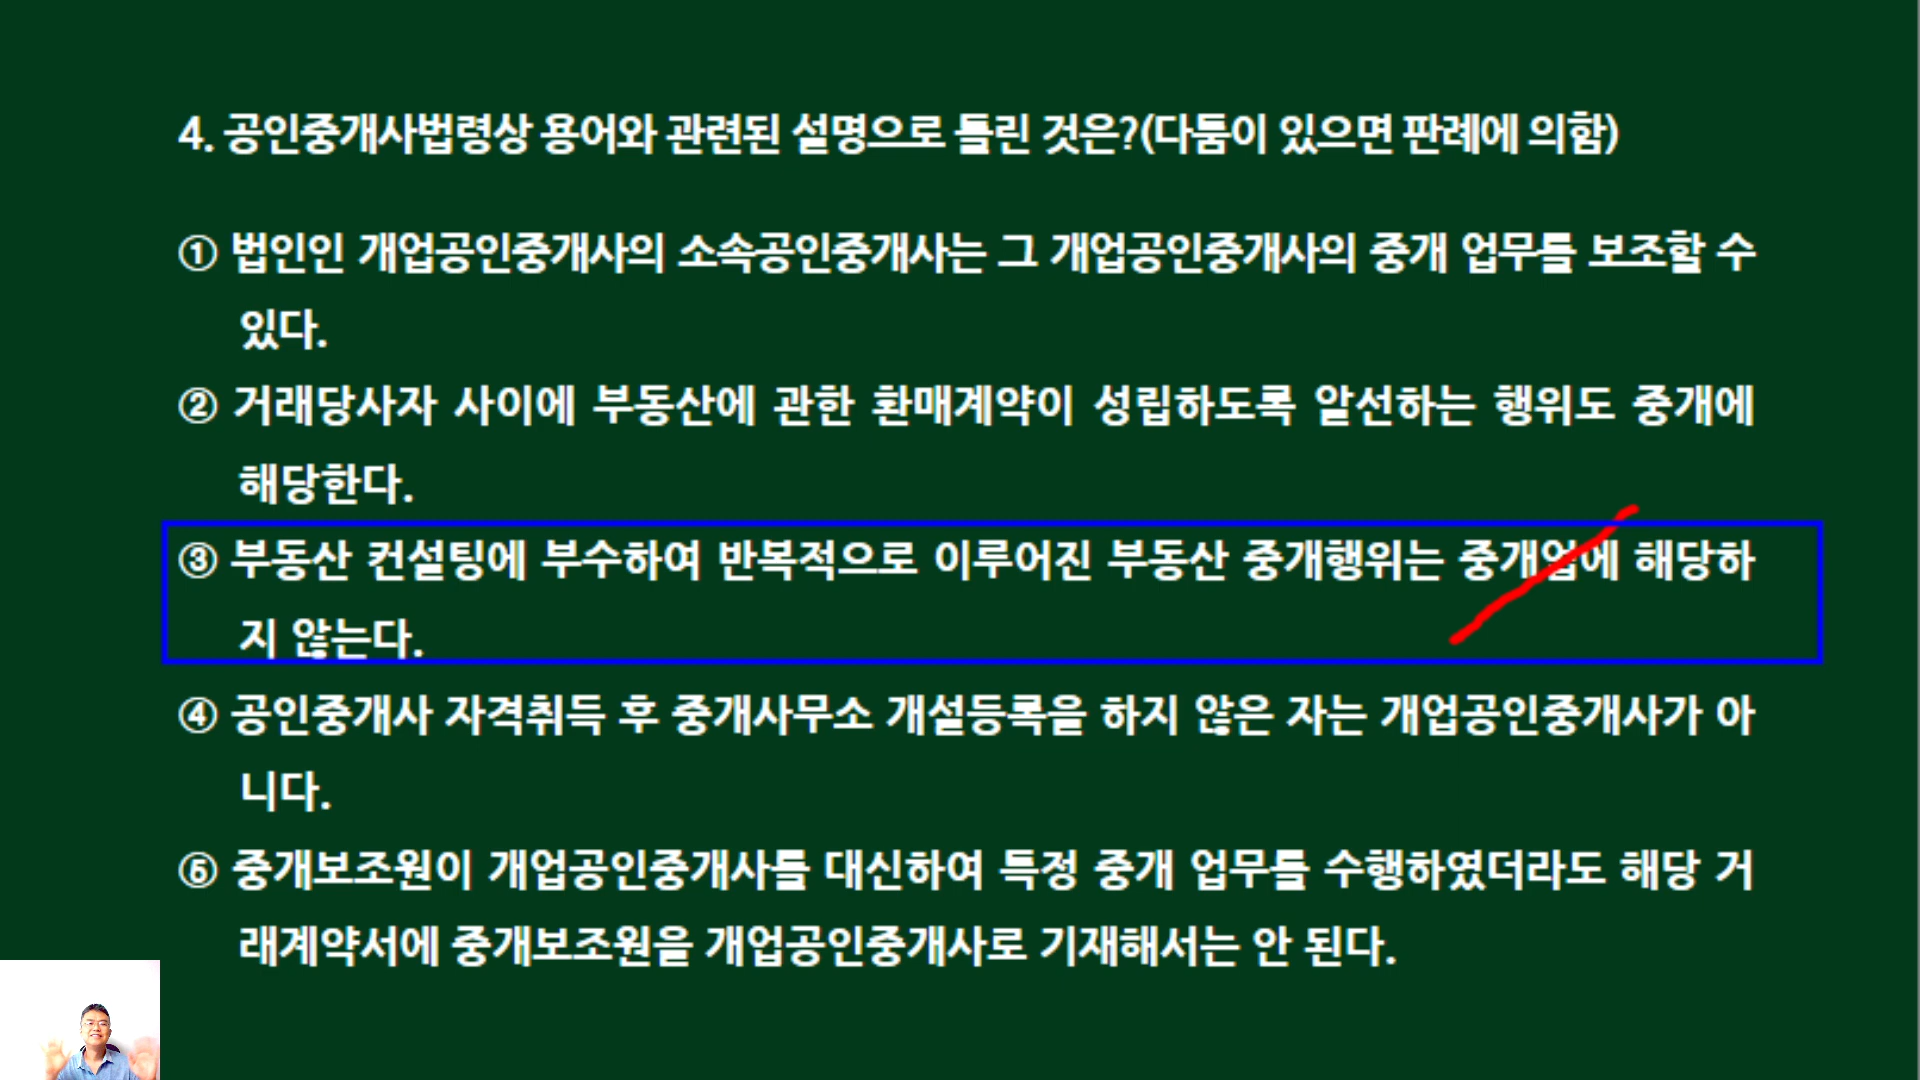 4. 공인중개사법령상 용어와 관련된 설명으로 틀린 것은?(다툼이 있으면 판례에 의함)
① 법인인 개업공인중개사의 소속공인중개사는 그 개업공인중개사의 중개 업무를 보조할 수
있다.
② 거래당사자 사이에 부동산에 관한 환매계약이 성립하도록 알선하는 행위도 중개에
해당한다.
③ 부동산 컨설팅에 부수하여 반복적으로 이루어진 부동산 중개행위는 중개업에 해당하
지 않는다.
④ 공인중개사 자격취득 후 중개사무소 개설등록을 하지 않은 자는 개업공인중개사가 아
니다.
⑤ 중개보조원이 개업공인중개사를 대신하여 특정 중개 업무를 수행하였더라도 해당 거
래계약서에 중개보조원을 개업공인중개사로 기재해서는 안 된다.